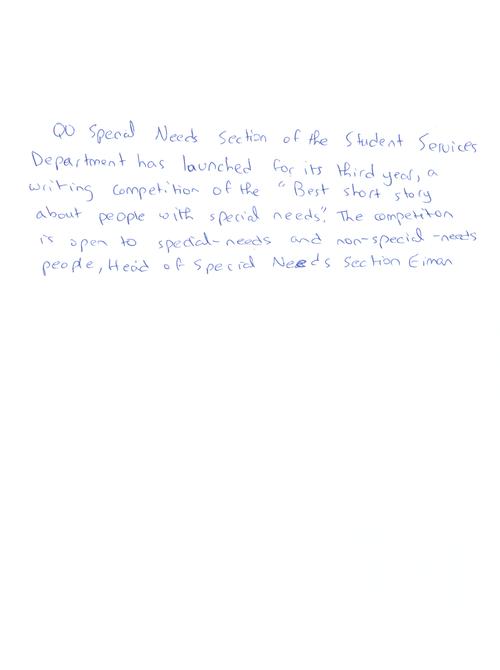 QU Special Needs Section of the Student Services
Department has launched for its third year, a
writing competition of the "Best short story
about people with special needs". The competition
is open to special-needs and non-special-needs
people, Head of Special Needs Section Eiman